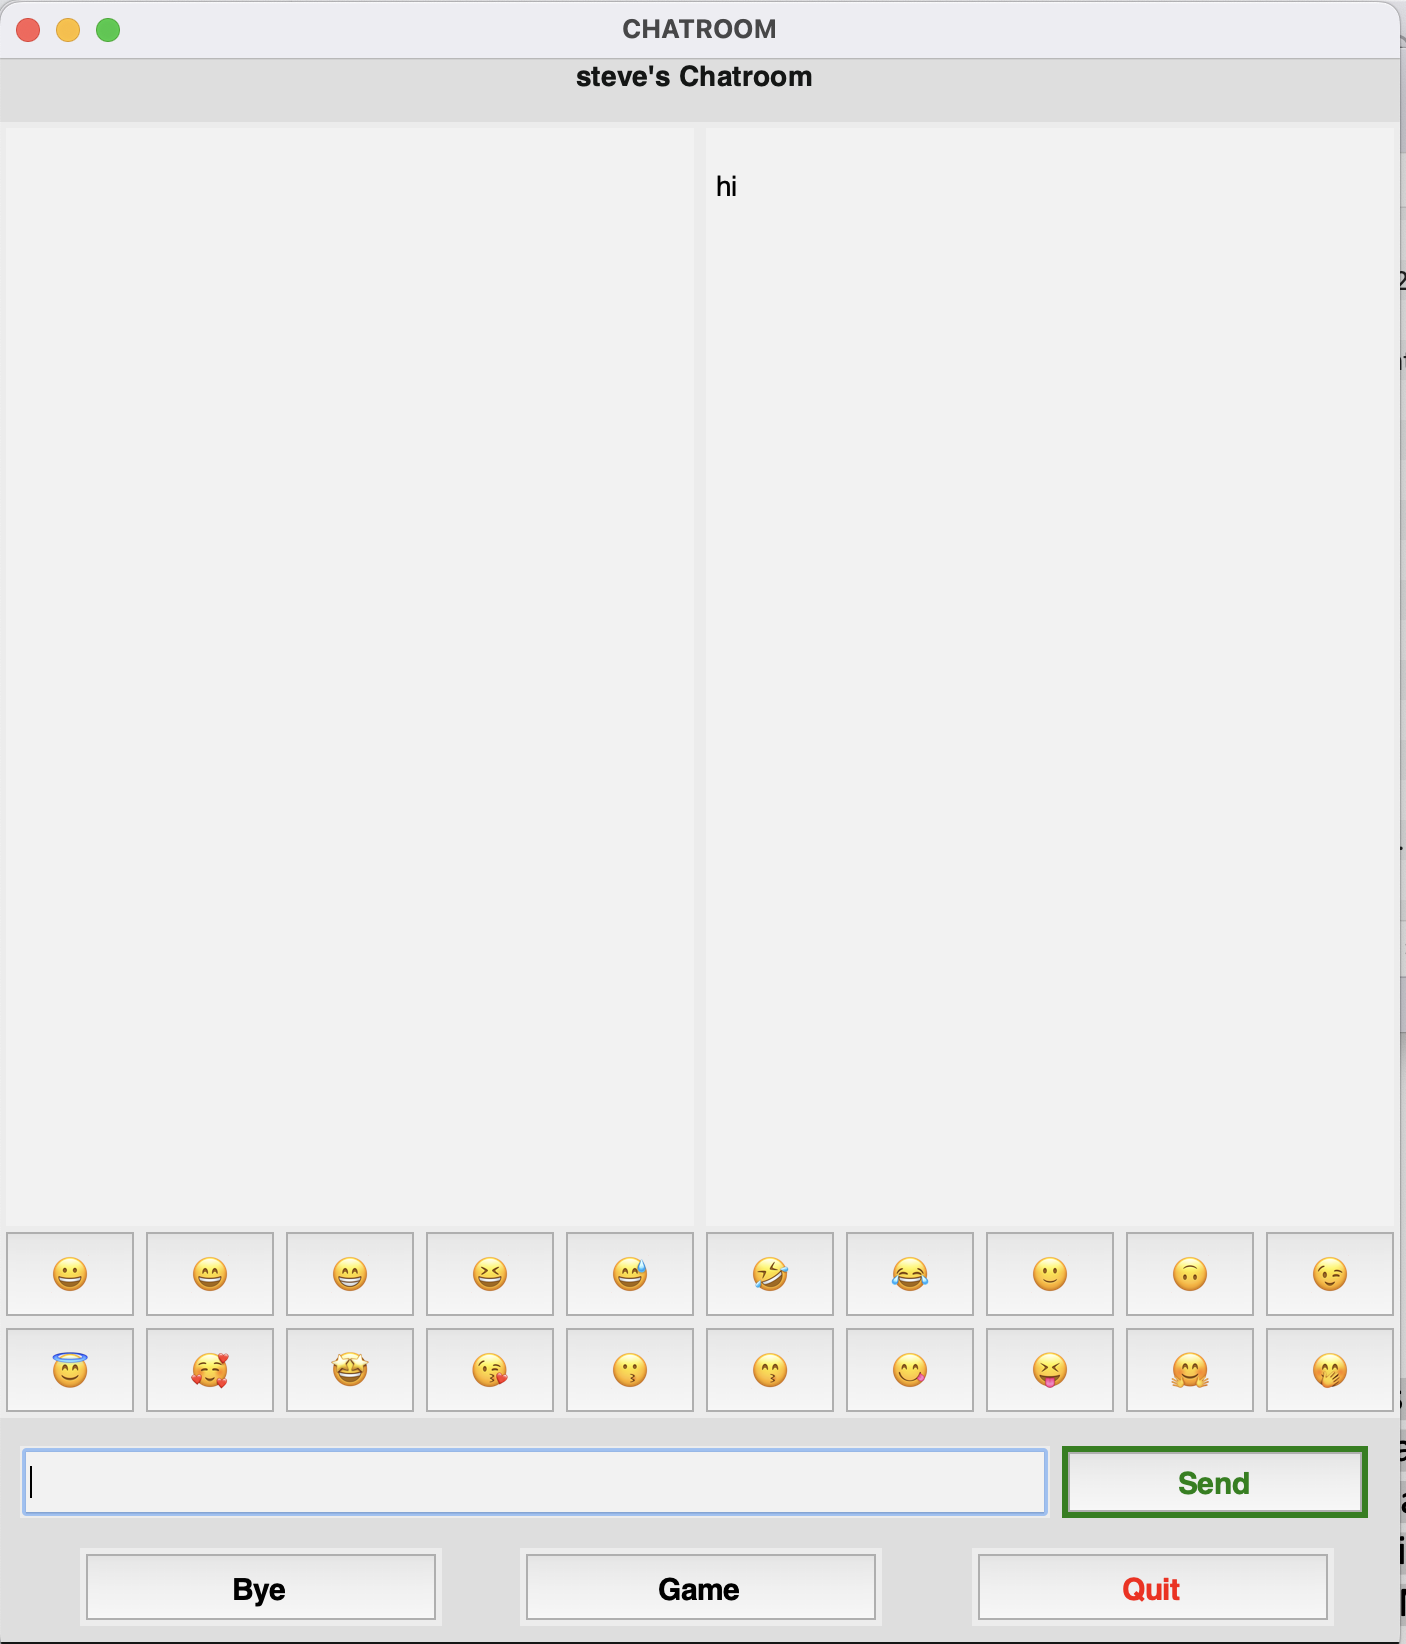 CHATROOM
steve's Chatroom
hi
😀 😄 😁 😆 😅 🤣 😂 🙂 🙃 😉
😇 🥰 🤩 😘 😗 😙 😋 😝 🤗 🤭
Send
Bye Game Quit